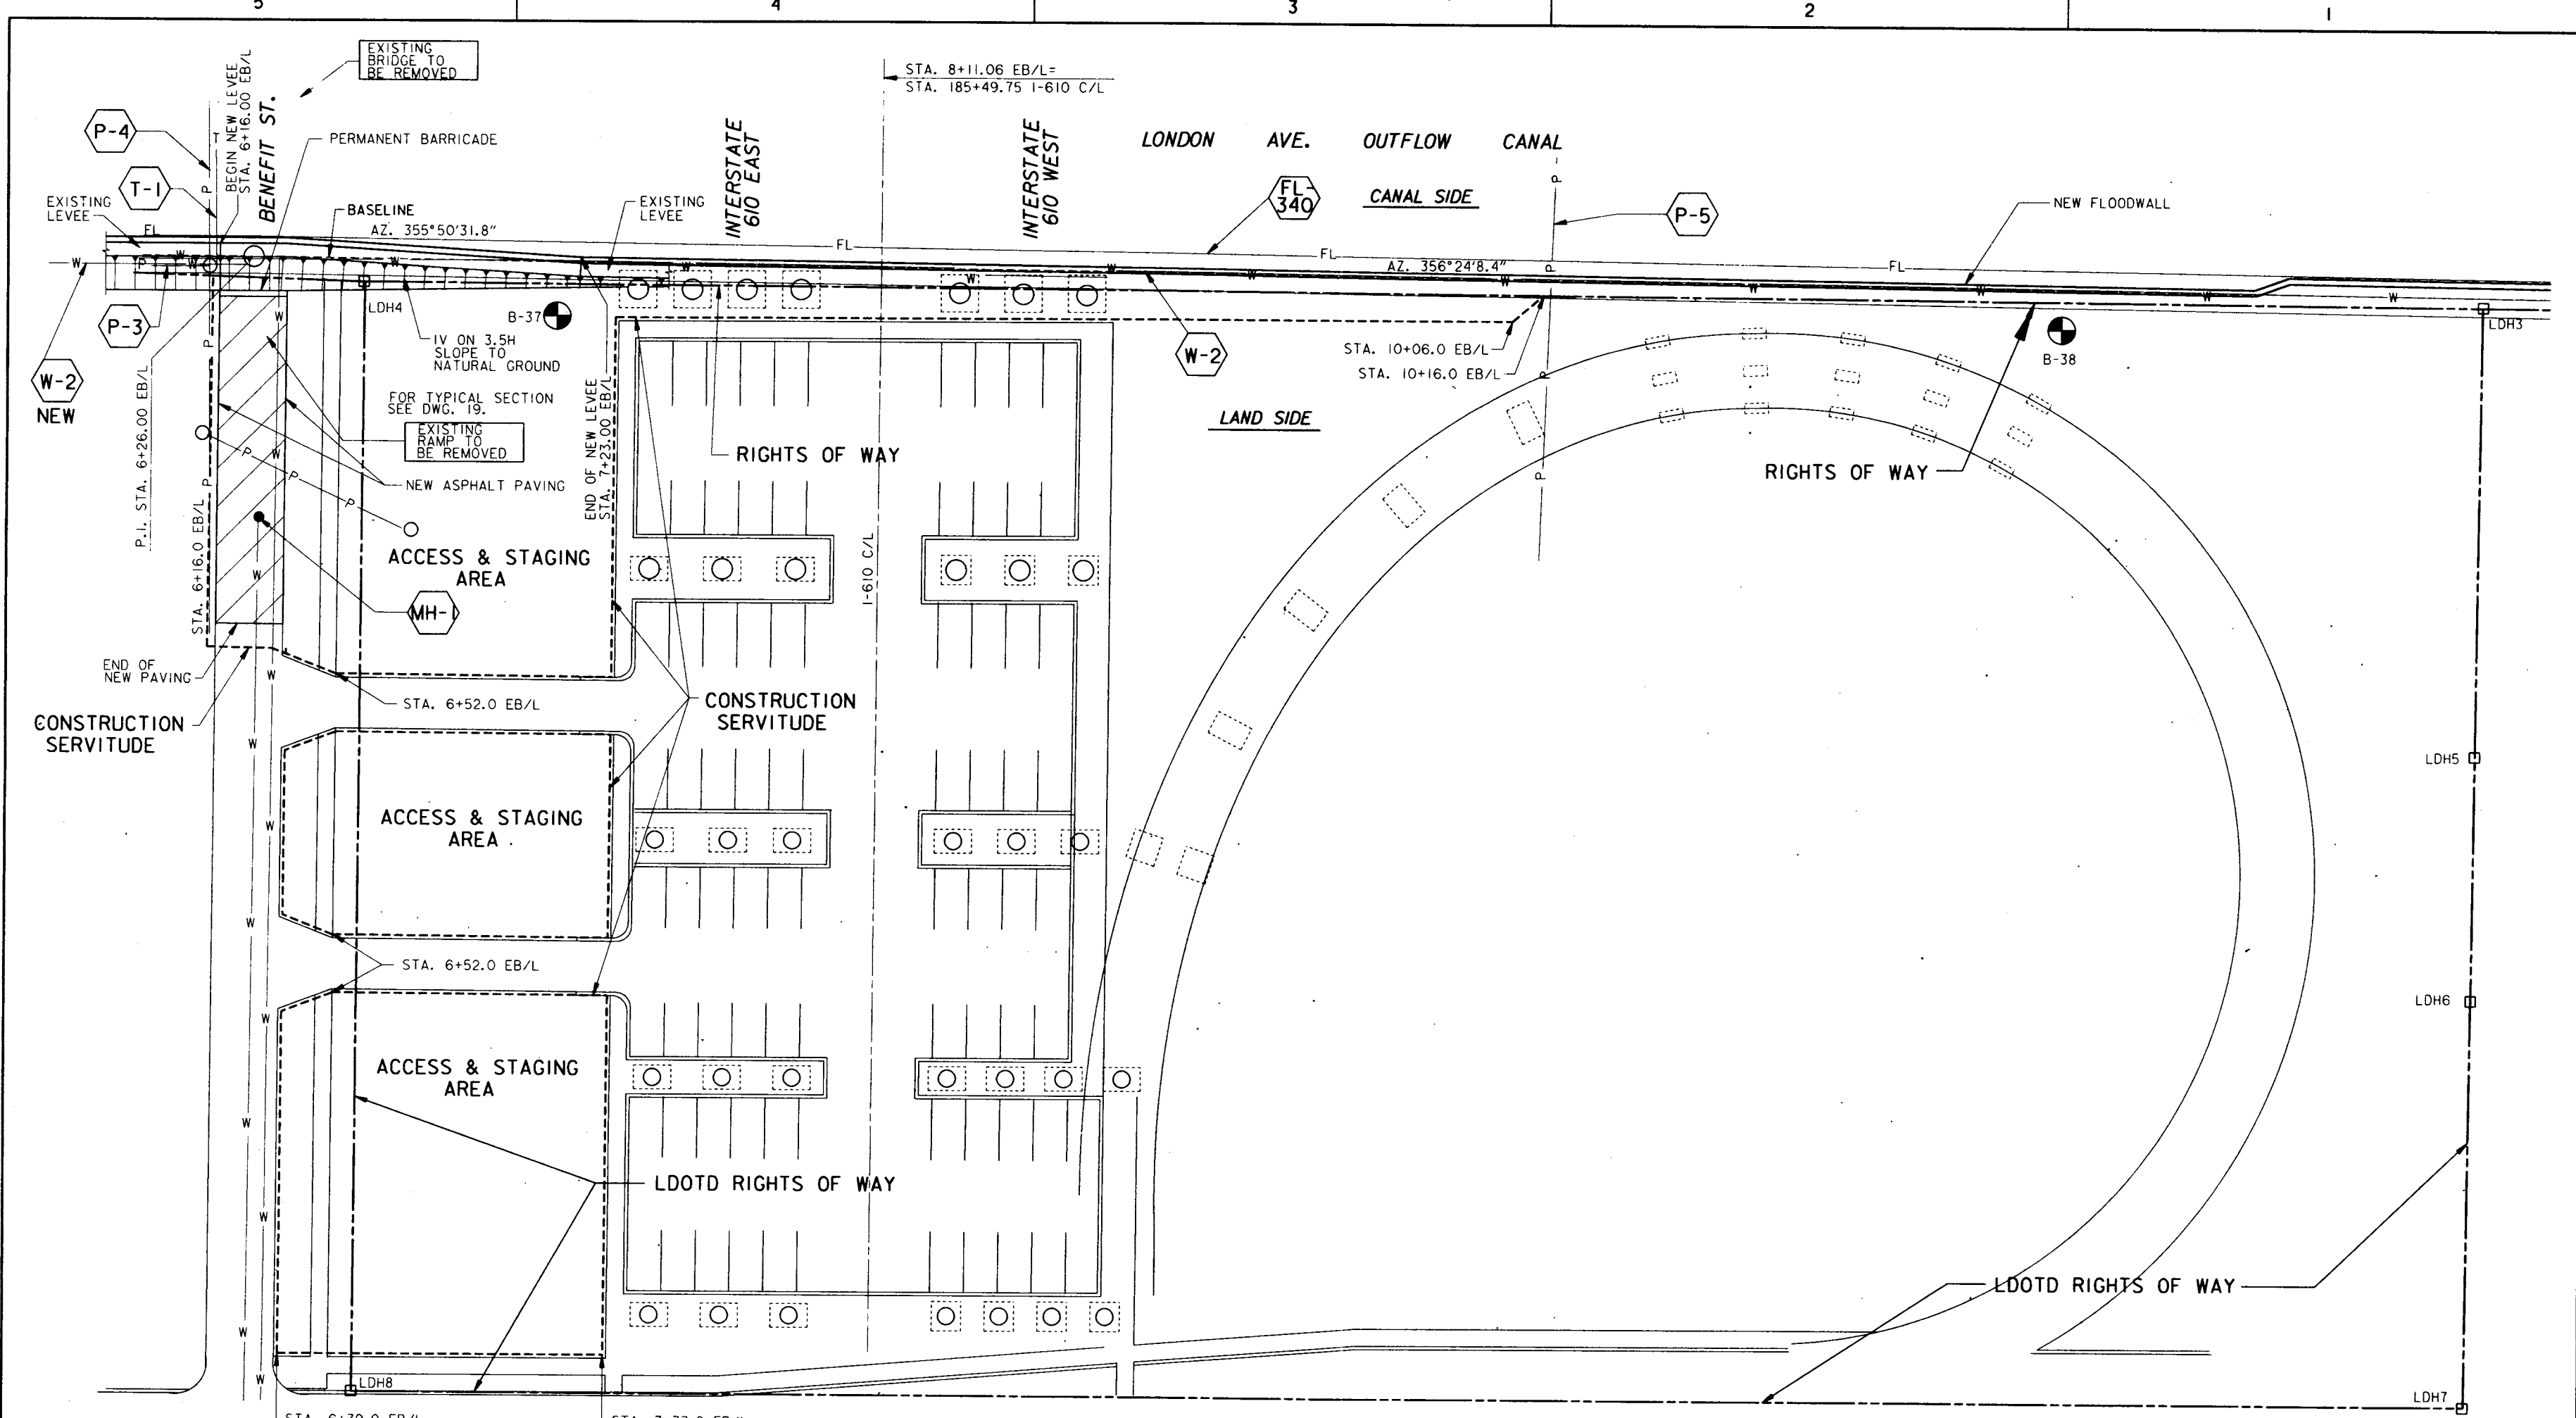 5
4
3
2
1
EXISTING
BRIDGE TO
BE REMOVED
STA. 8+11.06 EB/L=
STA. 185+49.75 I-610 C/L
P-4
T
BEGIN NEW LEVEE
STA. 6+16.00 EB/L
BENEFIT ST.
PERMANENT BARRICADE
INTERSTATE
610 EAST
INTERSTATE
610 WEST
LONDON AVE. OUTFLOW CANAL
T-1
P
EXISTING
LEVEE
BASELINE
EXISTING
LEVEE
FL-
340
CANAL SIDE
P
P-5
NEW FLOODWALL
FL
AZ. 355°50'31.8"
FL
FL
FL
AZ. 356°24'8.4"
P
W
P
W
W
W
W
W
W
W
W
W
W
W
W
LDH4
B-37
P-3
W
P
1V ON 3.5H
SLOPE TO
NATURAL GROUND
W-2
STA. 10+06.0 EB/L
STA. 10+16.0 EB/L
P
LDH3
B-38
W-2
NEW
P.I. STA. 6+26.00 EB/L
FOR TYPICAL SECTION
SEE DWG. 19.
EXISTING
RAMP TO
BE REMOVED
END OF NEW LEVEE
STA. 7+23.00 EB/L
LAND SIDE
RIGHTS OF WAY
RIGHTS OF WAY
W
P
P
P
P
P
NEW ASPHALT PAVING
STA. 6+16.0 EB/L
ACCESS & STAGING
AREA
I-610 C/L
W
MH-1
END OF
NEW PAVING
W
STA. 6+52.0 EB/L
CONSTRUCTION
SERVITUDE
CONSTRUCTION
SERVITUDE
W
LDH5
ACCESS & STAGING
AREA
W
W
STA. 6+52.0 EB/L
LDH6
W
ACCESS & STAGING
AREA
W
LDOTD RIGHTS OF WAY
W
LDOTD RIGHTS OF WAY
W
W
LDH8
LDH7